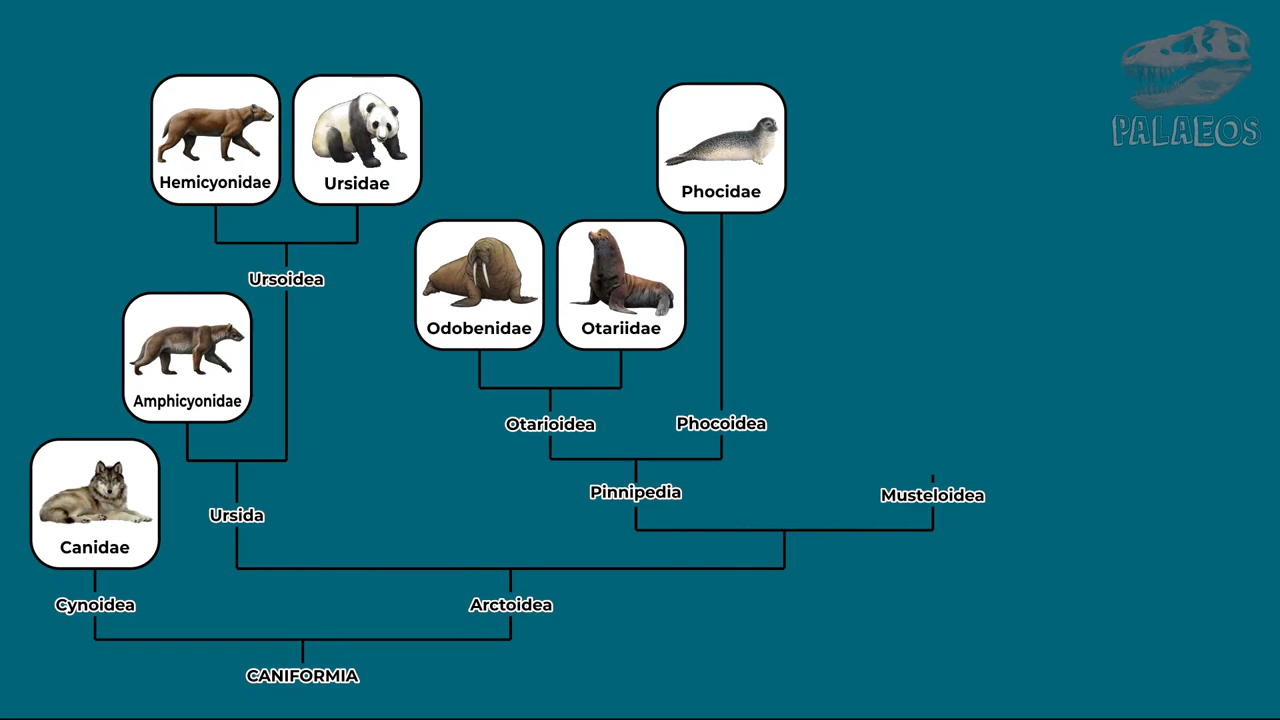 PALAEOS
Hemicyonidae
Ursidae
Phocidae
Ursoidea
Odobenidae
Otariidae
Amphicyonidae
Otarioidea
Phocoidea
Pinnipedia
Musteloidea
Ursida
Canidae
Cynoidea
Arctoidea
CANIFORMIA